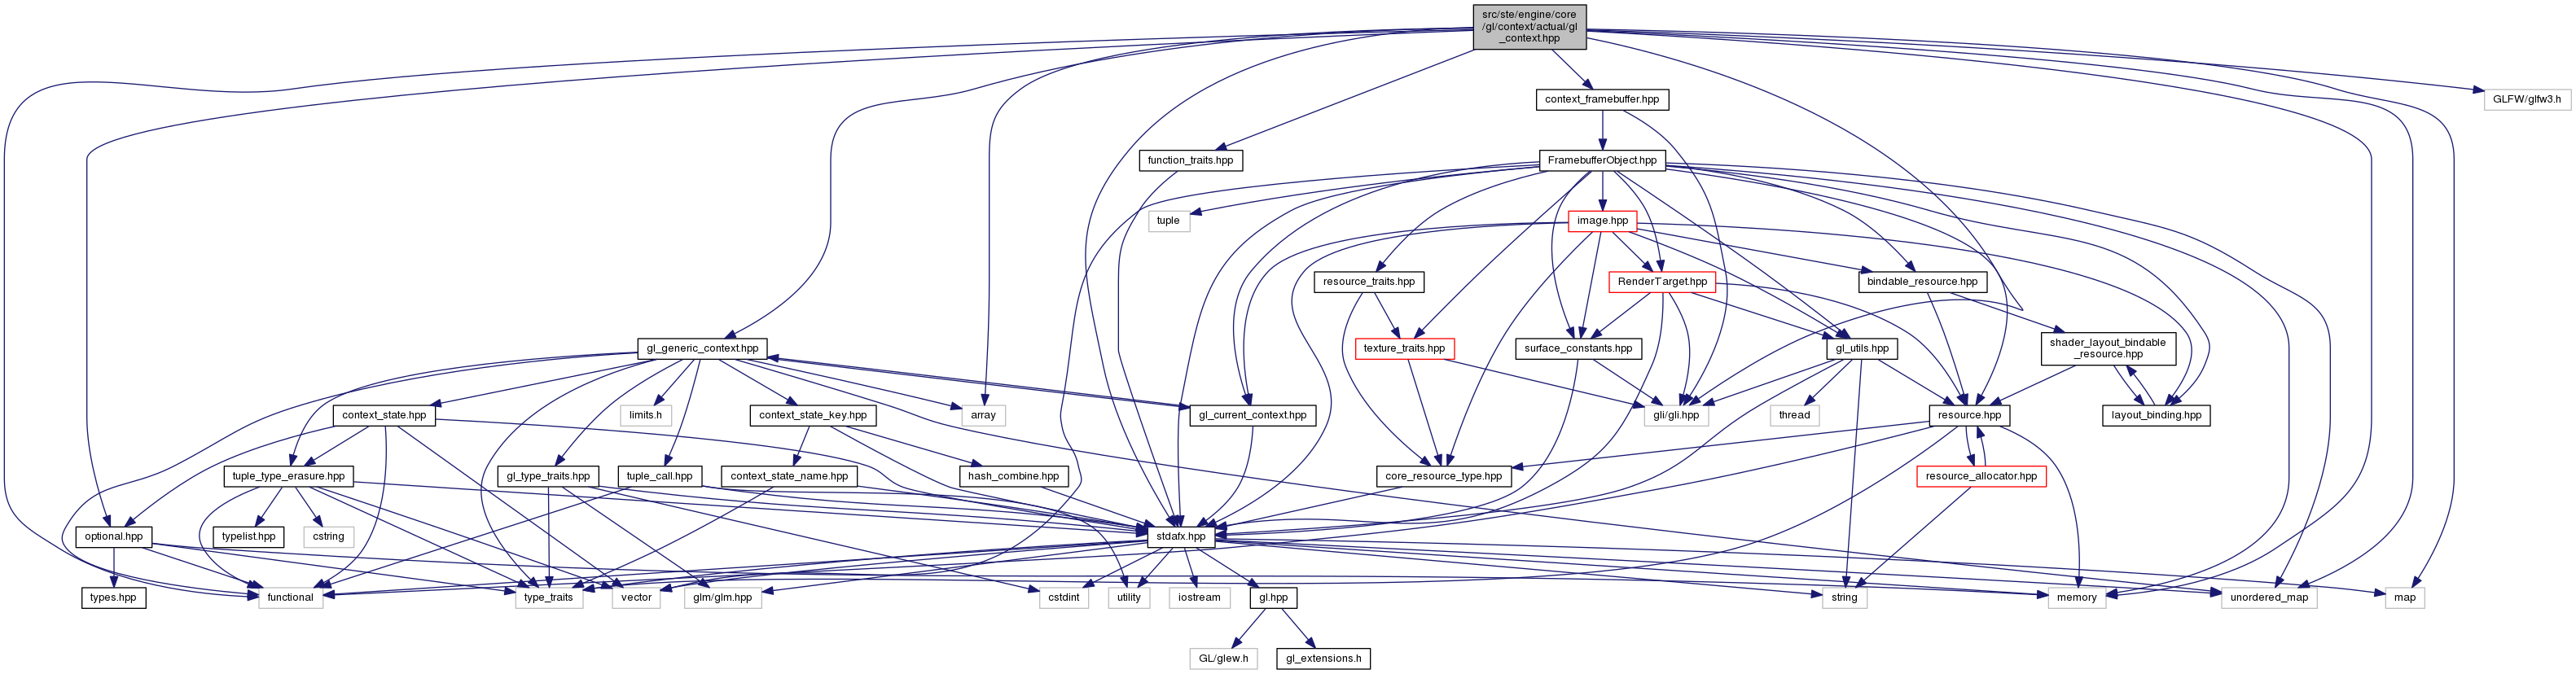 src/ste/engine/core
/gl/context/actual/gl
_context.hpp
context_framebuffer.hpp
GLFW/glfw3.h
function_traits.hpp
FramebufferObject.hpp
tuple
image.hpp
resource_traits.hpp
RenderTarget.hpp
bindable_resource.hpp
gl_generic_context.hpp
texture_traits.hpp
surface_constants.hpp
gl_utils.hpp
shader_layout_bindable
_resource.hpp
context_state.hpp
limits.h
context_state_key.hpp
array
gl_current_context.hpp
gli/gli.hpp
thread
resource.hpp
layout_binding.hpp
tuple_type_erasure.hpp
gl_type_traits.hpp
tuple_call.hpp
context_state_name.hpp
hash_combine.hpp
core_resource_type.hpp
resource_allocator.hpp
optional.hpp
typelist.hpp
cstring
stdafx.hpp
types.hpp
functional
type_traits
vector
glm/glm.hpp
cstdint
utility
iostream
gl.hpp
string
memory
unordered_map
map
GL/glew.h
gl_extensions.h